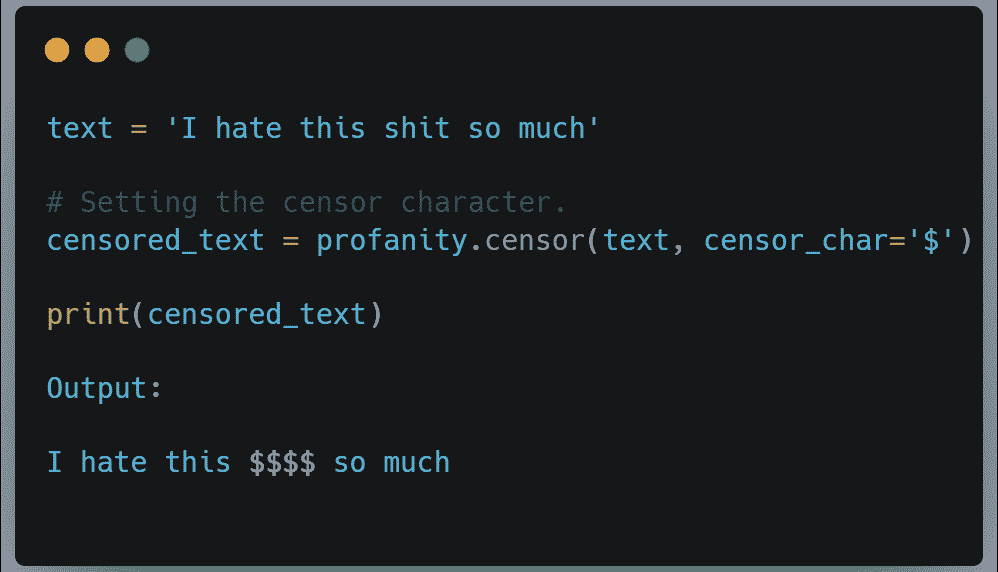 text = 'I hate this shit so much'
# Setting the censor character.
censored_text = profanity.censor(text, censor_char='$')
print(censored_text)
Output:
I hate this $$$$ so much